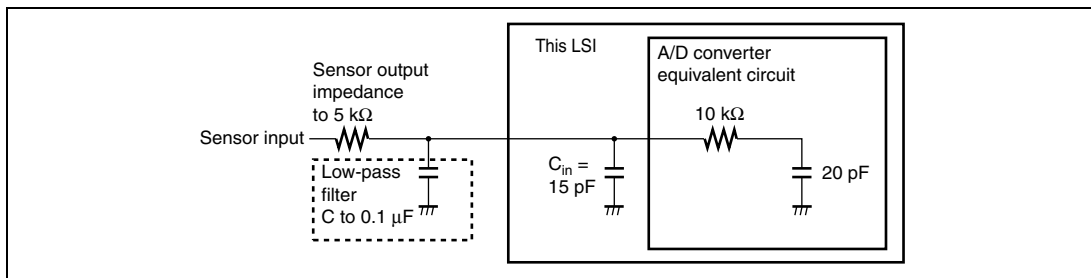 This LSI
A/D converter
equivalent circuit
Sensor output
impedance
to 5 kΩ
10 kΩ
Sensor input
Low-pass
filter
C to 0.1 μF
C_in =
15 pF
20 pF